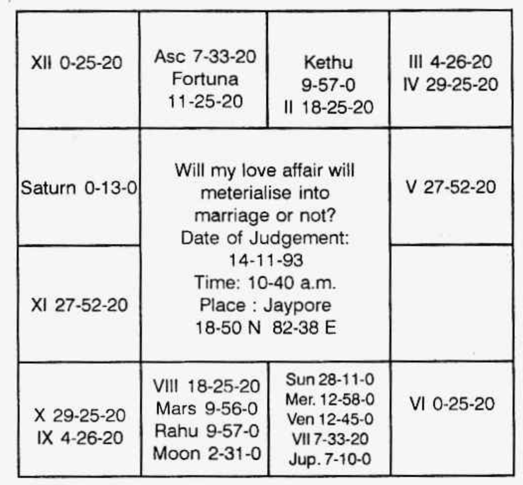 XII 0-25-20
Asc 7-33-20
Fortuna
11-25-20
Kethu
9-57-0
II 18-25-20
III 4-26-20
IV 29-25-20
Saturn 0-13-0
Will my love affair will
meterialise into
marriage or not?
Date of Judgement:
14-11-93
Time: 10-40 a.m.
Place : Jaypore
18-50 N 82-38 E
V 27-52-20
XI 27-52-20
X 29-25-20
IX 4-26-20
VIII 18-25-20
Mars 9-56-0
Rahu 9-57-0
Moon 2-31-0
Sun 28-11-0
Mer. 12-58-0
Ven 12-45-0
VII 7-33-20
Jup. 7-10-0
VI 0-25-20